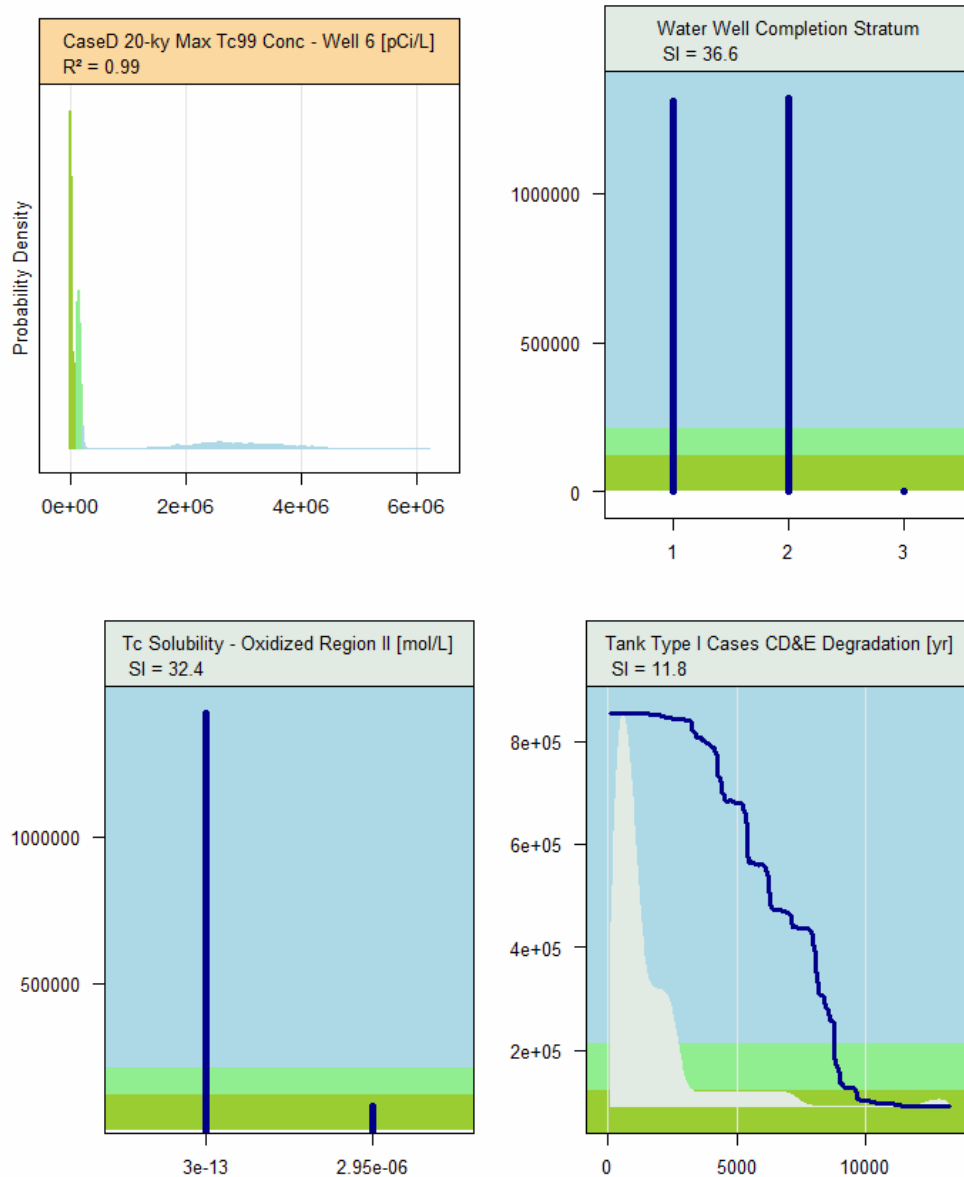 CaseD 20-ky Max Tc99 Conc - Well 6 [pCi/L]
R² = 0.99
Probability Density
0e+00 2e+06 4e+06 6e+06
Water Well Completion Stratum
SI = 36.6
1000000
500000
0
1 2 3
Tc Solubility - Oxidized Region II [mol/L]
SI = 32.4
1000000
500000
3e-13 2.95e-06
Tank Type I Cases CD&E Degradation [yr]
SI = 11.8
8e+05
6e+05
4e+05
2e+05
0 5000 10000